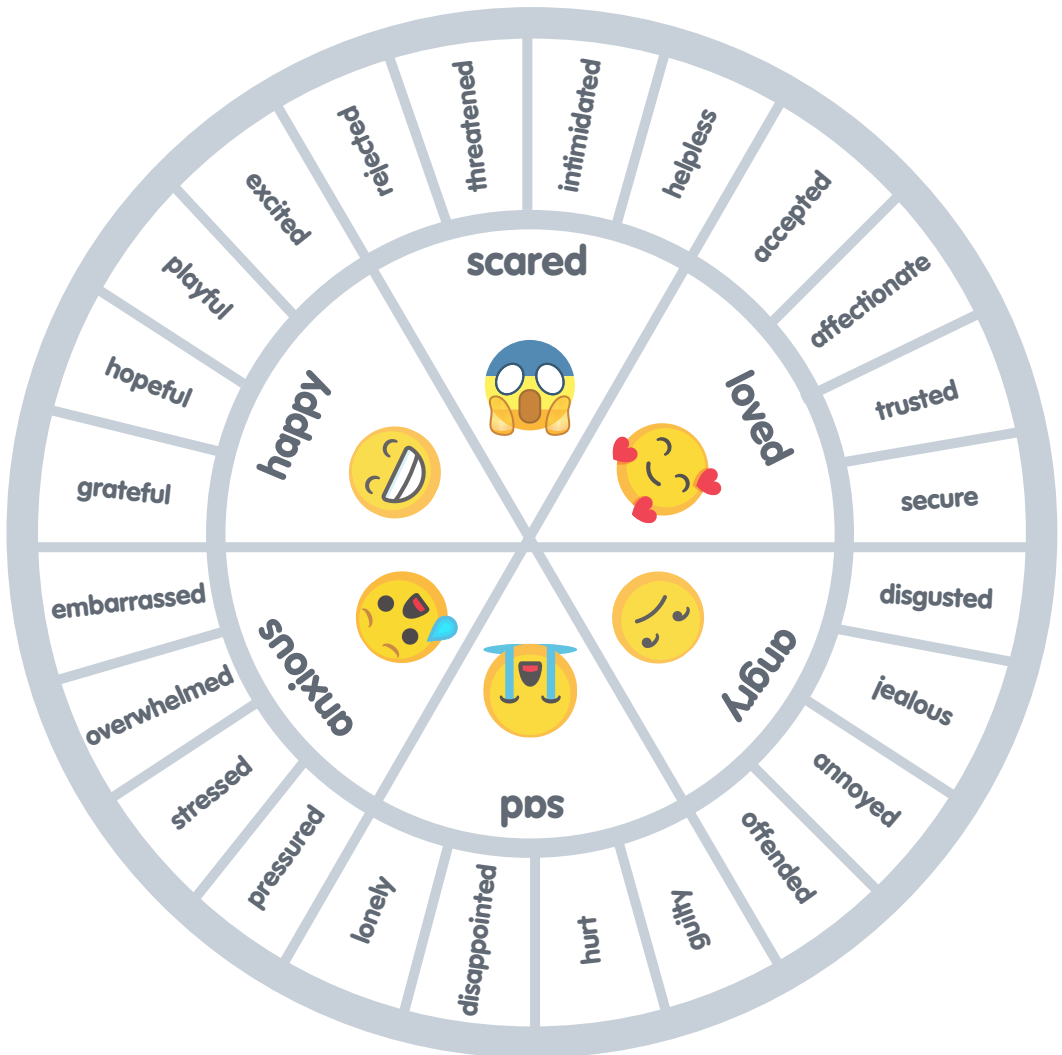 scared
rejected
threatened
intimidated
helpless
loved
accepted
affectionate
trusted
secure
angry
disgusted
jealous
annoyed
offended
sad
guilty
hurt
disappointed
lonely
anxious
pressured
stressed
overwhelmed
embarrassed
happy
grateful
hopeful
playful
excited